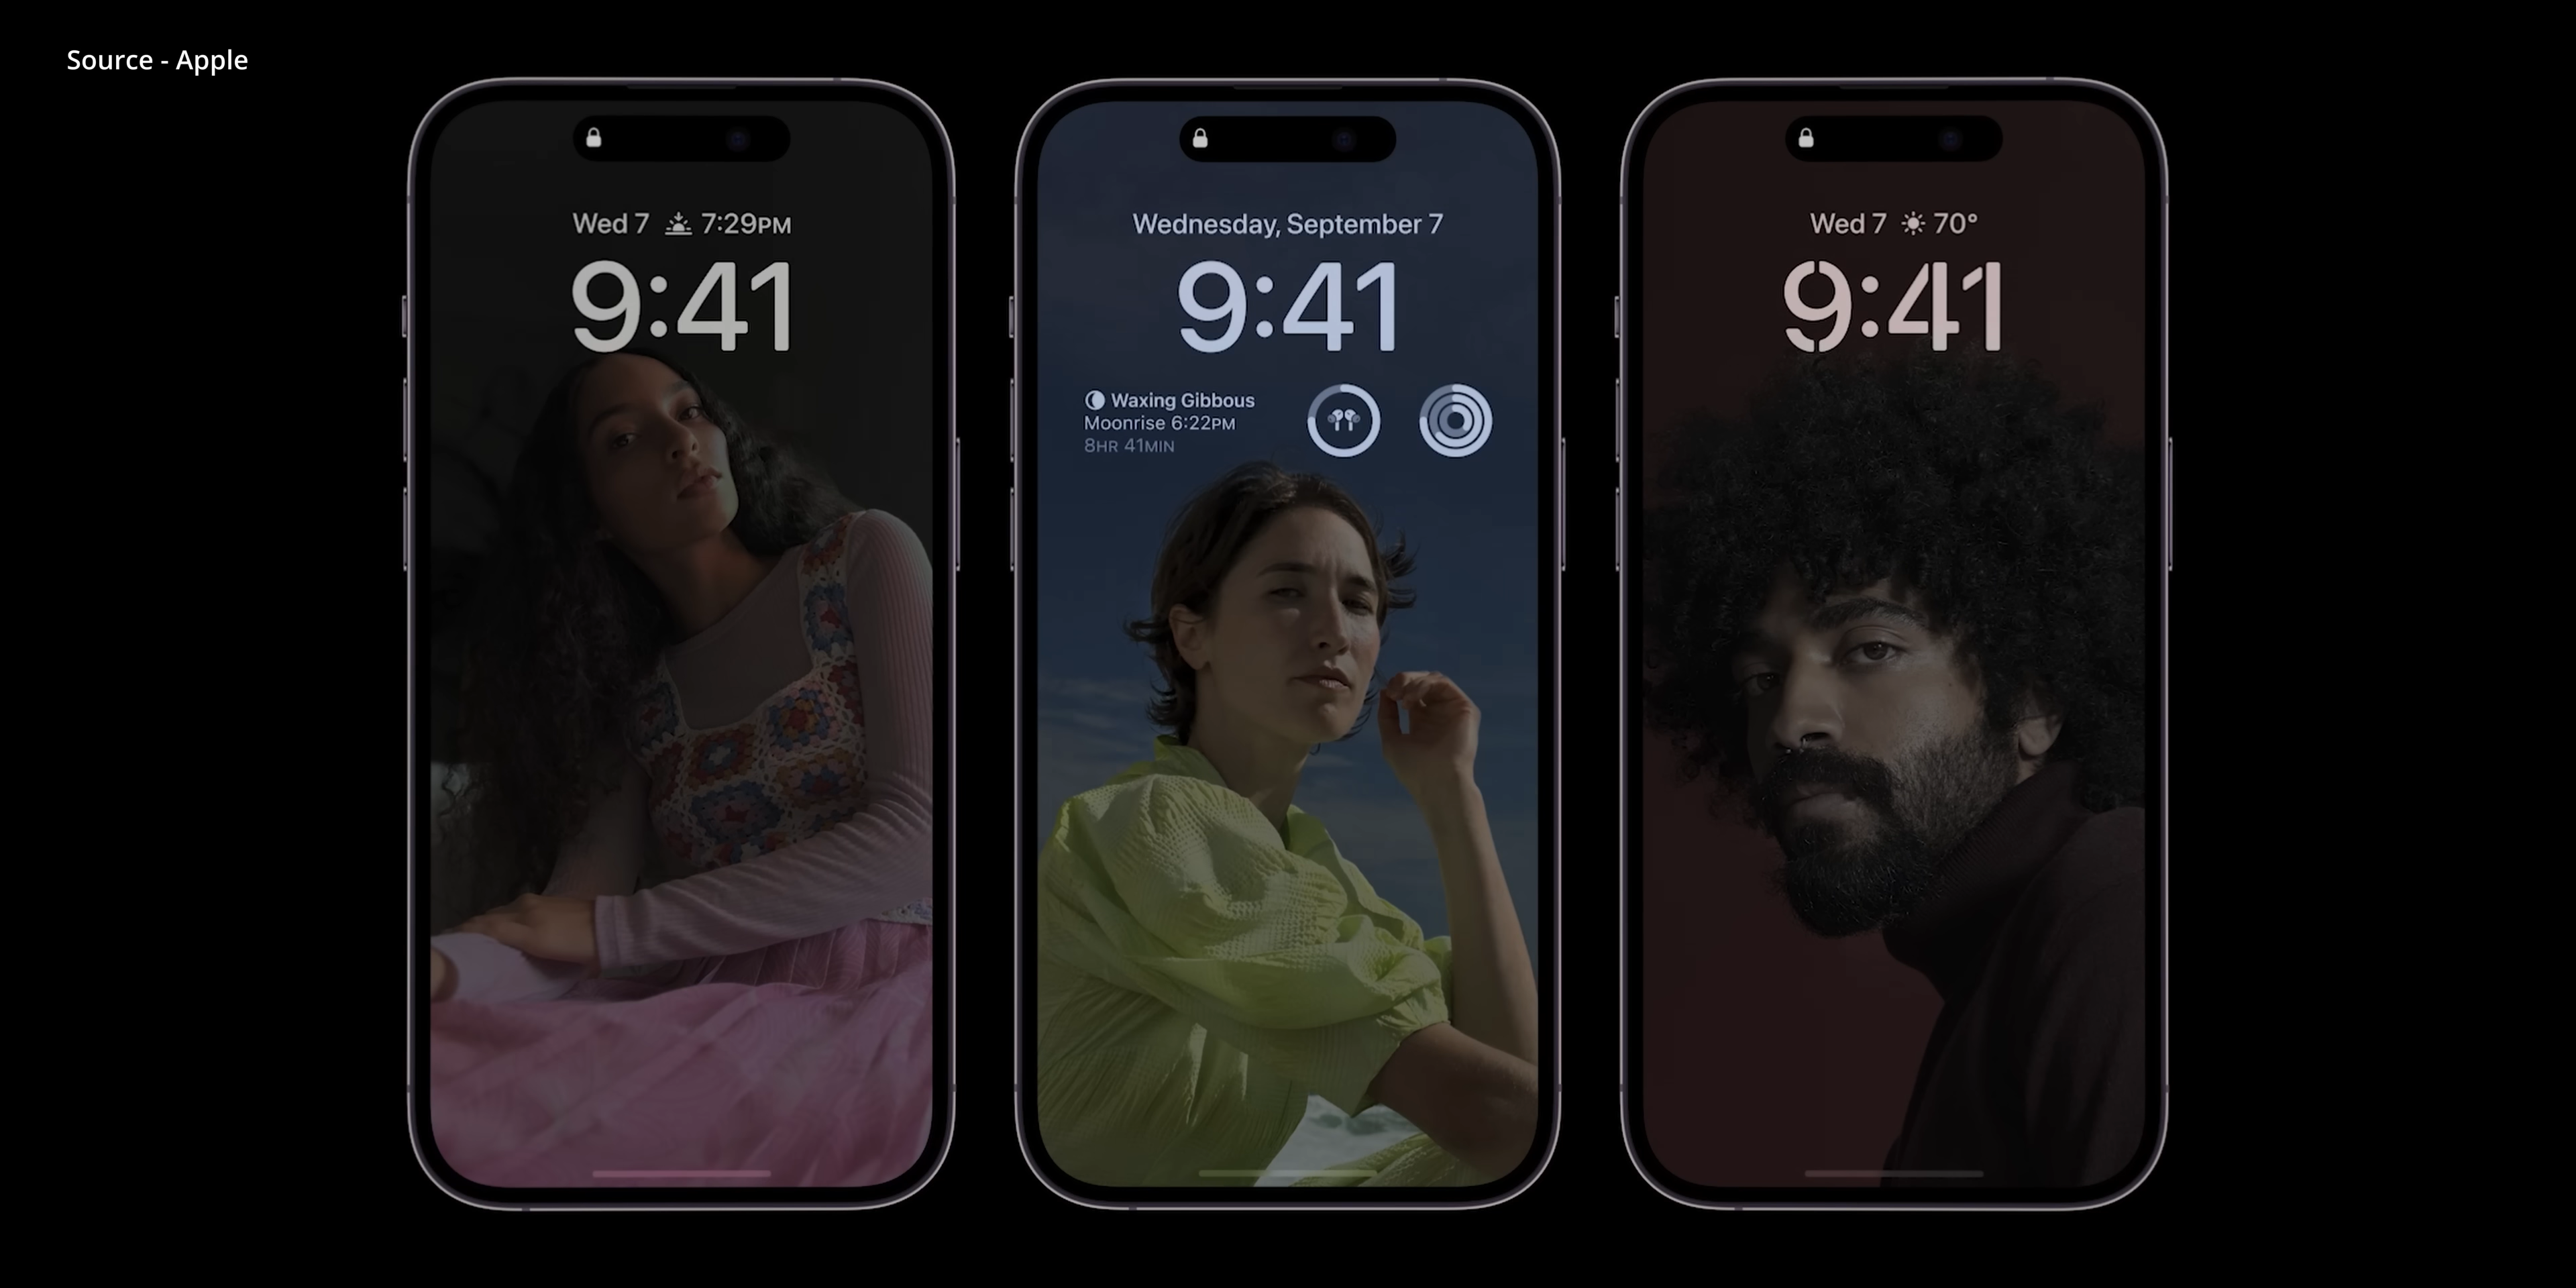 Source - Apple
Wed 7 7:29PM
9:41
Wednesday, September 7
9:41
Waxing Gibbous
Moonrise 6:22PM
8HR 41MIN
Wed 7 70°
9:41